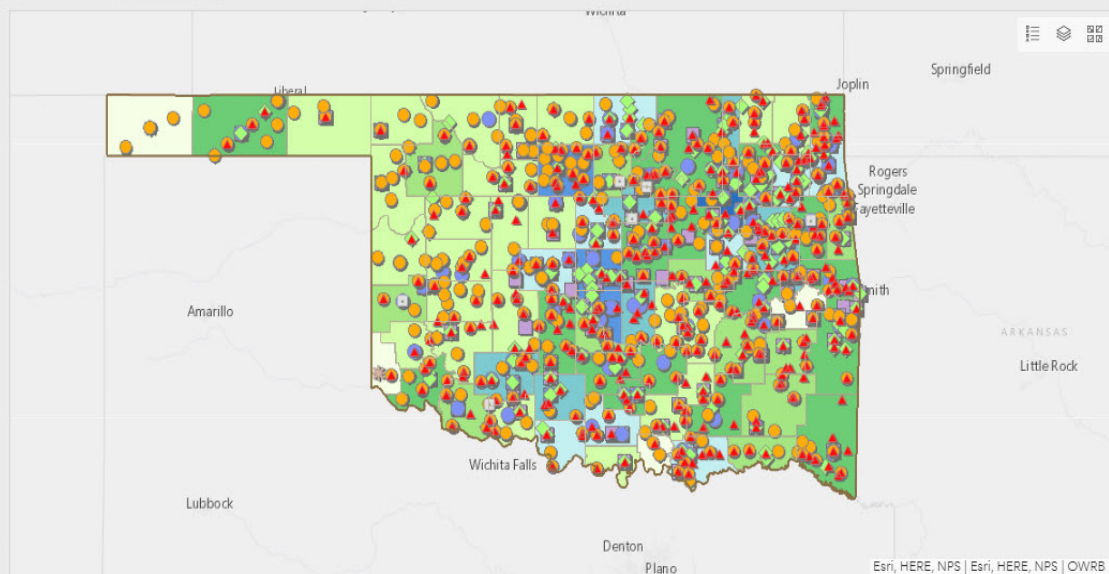 Wichita
Springfield
Joplin
Liberal
Rogers
Springdale
Fayetteville
mith
Amarillo
ARKANSAS
Little Rock
Wichita Falls
Lubbock
Denton
Plano
Esri, HERE, NPS | Esri, HERE, NPS | OWRB